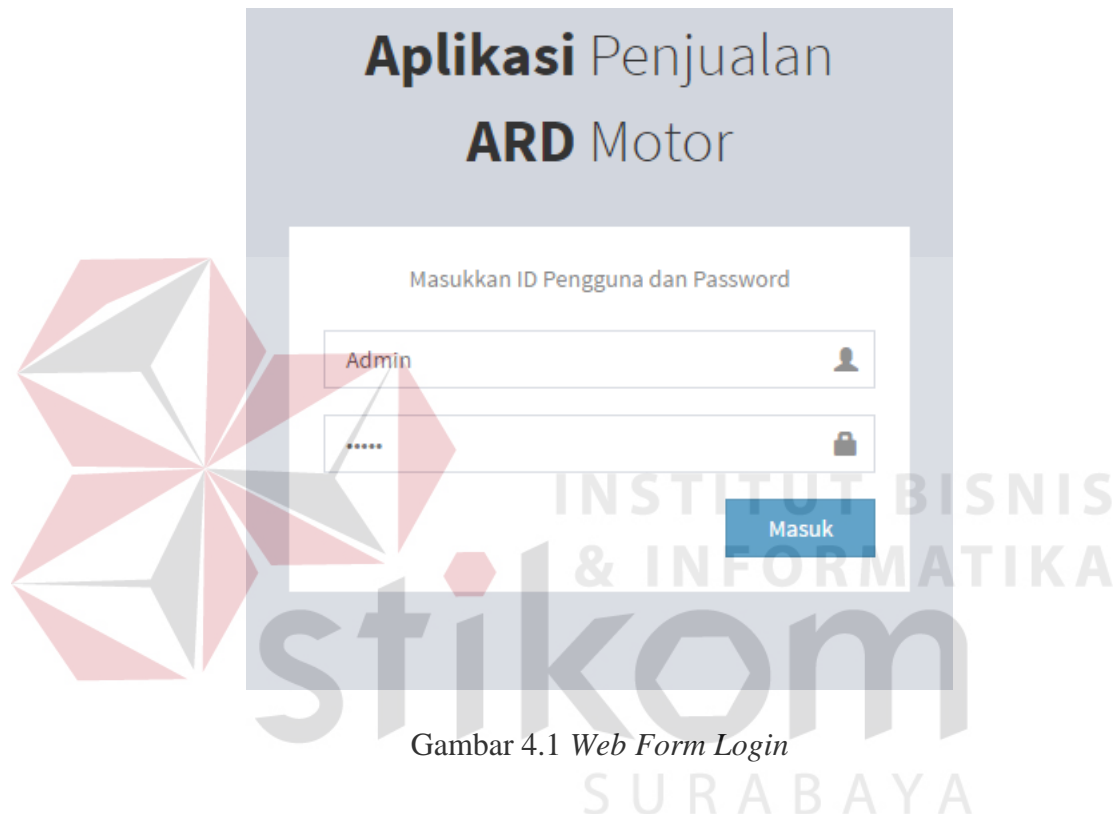 Aplikasi Penjualan
ARD Motor
Masukkan ID Pengguna dan Password
Admin
•••••
Masuk
INSTITUT BISNIS
& INFORMATIKA
stikom
SURABAYA
Gambar 4.1 Web Form Login